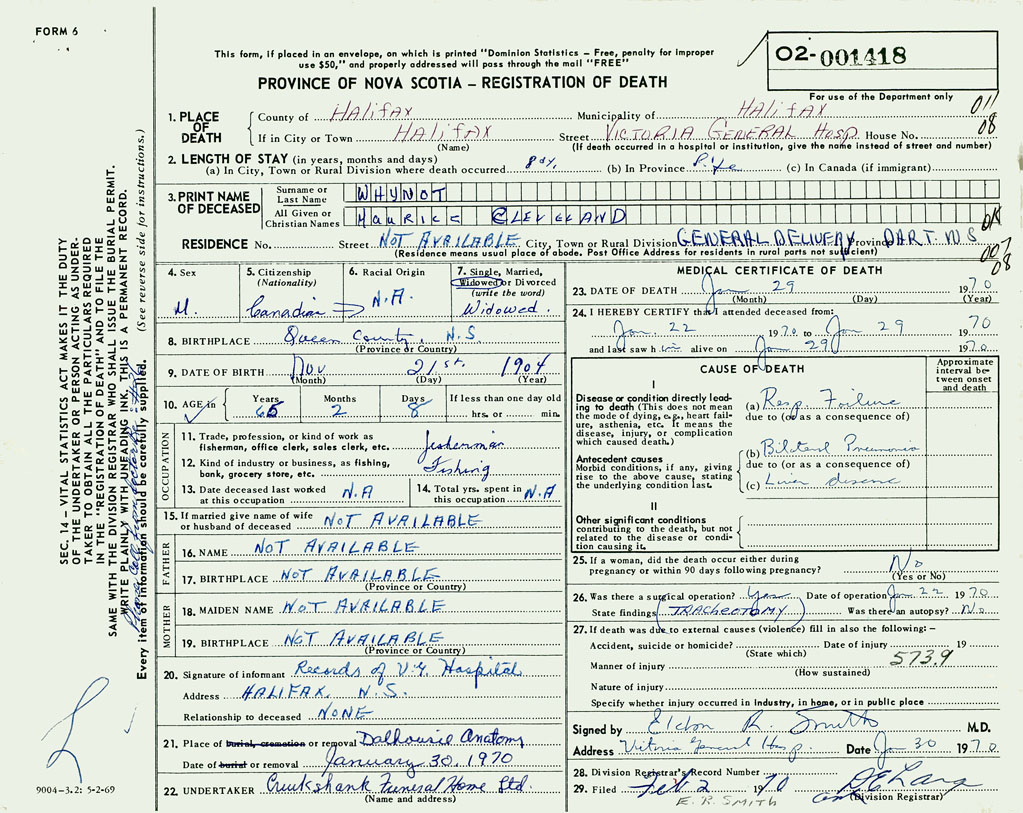 FORM 6
This form, if placed in an envelope, on which is printed "Dominion Statistics – Free, penalty for improper
use $50," and properly addressed will pass through the mail "FREE"
PROVINCE OF NOVA SCOTIA – REGISTRATION OF DEATH
02-001418
For use of the Department only
011
08
1. PLACE OF DEATH
County of HALIFAX Municipality of HALIFAX
If in City or Town HALIFAX Street VICTORIA GENERAL HOSP. House No.
(Name) (If death occurred in a hospital or institution, give the name instead of street and number)
2. LENGTH OF STAY (in years, months and days)
(a) In City, Town or Rural Division where death occurred 8 dys. (b) In Province (c) In Canada (if immigrant)
3. PRINT NAME OF DECEASED
Surname or Last Name WHYNOT
All Given or Christian Names MAURICE CLEVELAND
OK
RESIDENCE No. Street NOT AVAILABLE City, Town or Rural Division GENERAL DELIVERY Province DART. N.S
(Residence means usual place of abode. Post Office Address for residents in rural parts not sufficient)
08
4. Sex M.
5. Citizenship (Nationality) Canadian
6. Racial Origin N.A.
7. Single, Married, Widowed or Divorced (write the word) Widowed.
8. BIRTHPLACE Queen County, N.S.
(Province or Country)
9. DATE OF BIRTH Nov 21st. 1904
(Month) (Day) (Year)
10. AGE in Years 65 Months 2 Days 8 If less than one day old hrs. or min.
OCCUPATION
11. Trade, profession, or kind of work as fisherman, office clerk, sales clerk, etc. fisherman
12. Kind of industry or business, as fishing, bank, grocery store, etc. Fishing
13. Date deceased last worked at this occupation N.A
14. Total yrs. spent in this occupation N.A
15. If married give name of wife or husband of deceased NOT AVAILABLE
FATHER
16. NAME NOT AVAILABLE
17. BIRTHPLACE NOT AVAILABLE
(Province or Country)
MOTHER
18. MAIDEN NAME NOT AVAILABLE
19. BIRTHPLACE NOT AVAILABLE
(Province or Country)
20. Signature of informant Records of V.G. Hospital
Address HALIFAX, N.S.
Relationship to deceased NONE
21. Place of burial, cremation or removal Dalhousie Anatomy
Date of burial or removal January 30, 1970
22. UNDERTAKER Cruikshank Funeral Home Ltd.
(Name and address)
MEDICAL CERTIFICATE OF DEATH
23. DATE OF DEATH Jan 29 1970
(Month) (Day) (Year)
24. I HEREBY CERTIFY that I attended deceased from:
Jan. 22 1970 to Jan 29 1970
and last saw him alive on Jan 29 1970
CAUSE OF DEATH
Approximate interval between onset and death
I
Disease or condition directly leading to death (This does not mean the mode of dying, e.g., heart failure, asthenia, etc. It means the disease, injury, or complication which caused death.)
(a) Resp. Failure
due to (or as a consequence of)
Antecedent causes
Morbid conditions, if any, giving rise to the above cause, stating the underlying condition last.
(b) Bilateral Pneumonia
due to (or as a consequence of)
(c) Liver disease
II
Other significant conditions
contributing to the death, but not related to the disease or condition causing it.
25. If a woman, did the death occur either during pregnancy or within 90 days following pregnancy? No
(Yes or No)
26. Was there a surgical operation? Date of operation Jan 22 1970
State findings (TRACHEOTOMY) Was there an autopsy? No
27. If death was due to external causes (violence) fill in also the following: –
Accident, suicide or homicide? Date of injury 19
(State which) 573.9
Manner of injury
(How sustained)
Nature of injury
Specify whether injury occurred in industry, in home, or in public place
Signed by Eldon R. Smith M.D.
Address Victoria General Hosp. Date Jan 30 1970
28. Division Registrar's Record Number
29. Filed Feb 2 1970
E. R. SMITH
(Division Registrar)
SEC. 14 – VITAL STATISTICS ACT MAKES IT THE DUTY
OF THE UNDERTAKER OR PERSON ACTING AS UNDER-
TAKER TO OBTAIN ALL THE PARTICULARS REQUIRED
IN THE "REGISTRATION OF DEATH" AND TO FILE THE
SAME WITH THE DIVISION REGISTRAR WHO SHALL ISSUE THE BURIAL PERMIT.
WRITE PLAINLY WITH UNFADING INK. THIS IS A PERMANENT RECORD.
Every item of information should be carefully supplied. (See reverse side for instructions.)
9004-3.2: 5-2-69